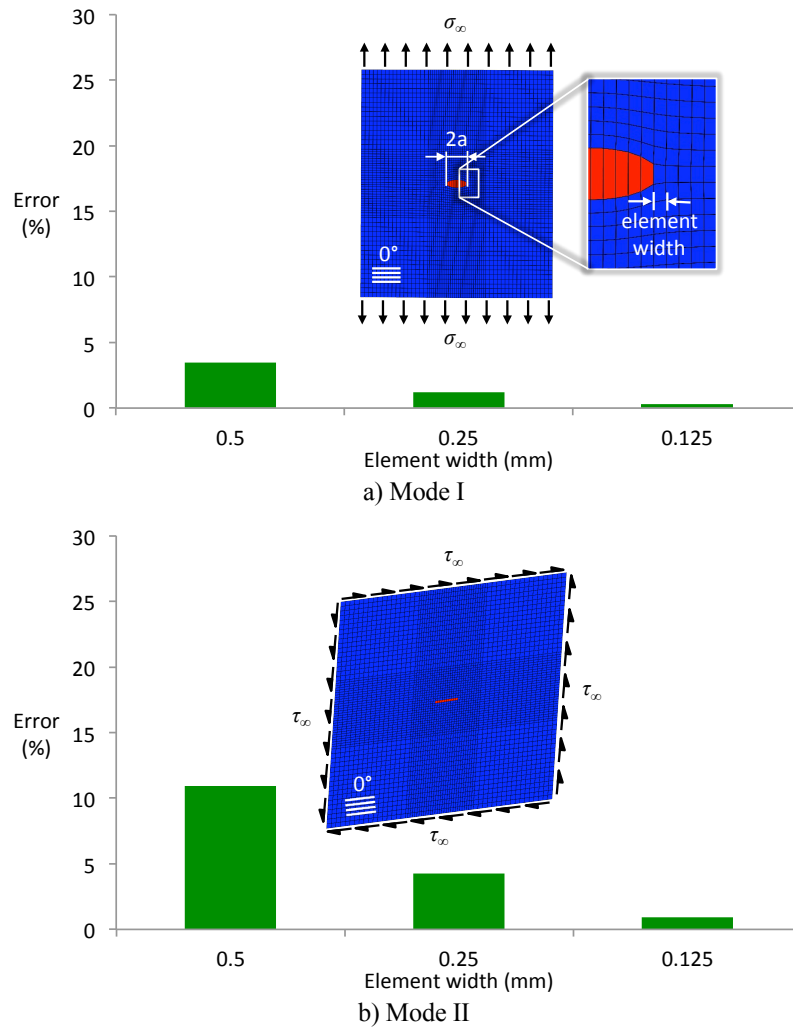 30
σ∞
25
20
2a
Error
(%)
15
element
width
10
0°
5
σ∞
0
0.5
0.25
0.125
Element width (mm)
a) Mode I
30
τ∞
25
20
τ∞
Error
(%)
15
τ∞
10
0°
5
τ∞
0
0.5
0.25
0.125
Element width (mm)
b) Mode II